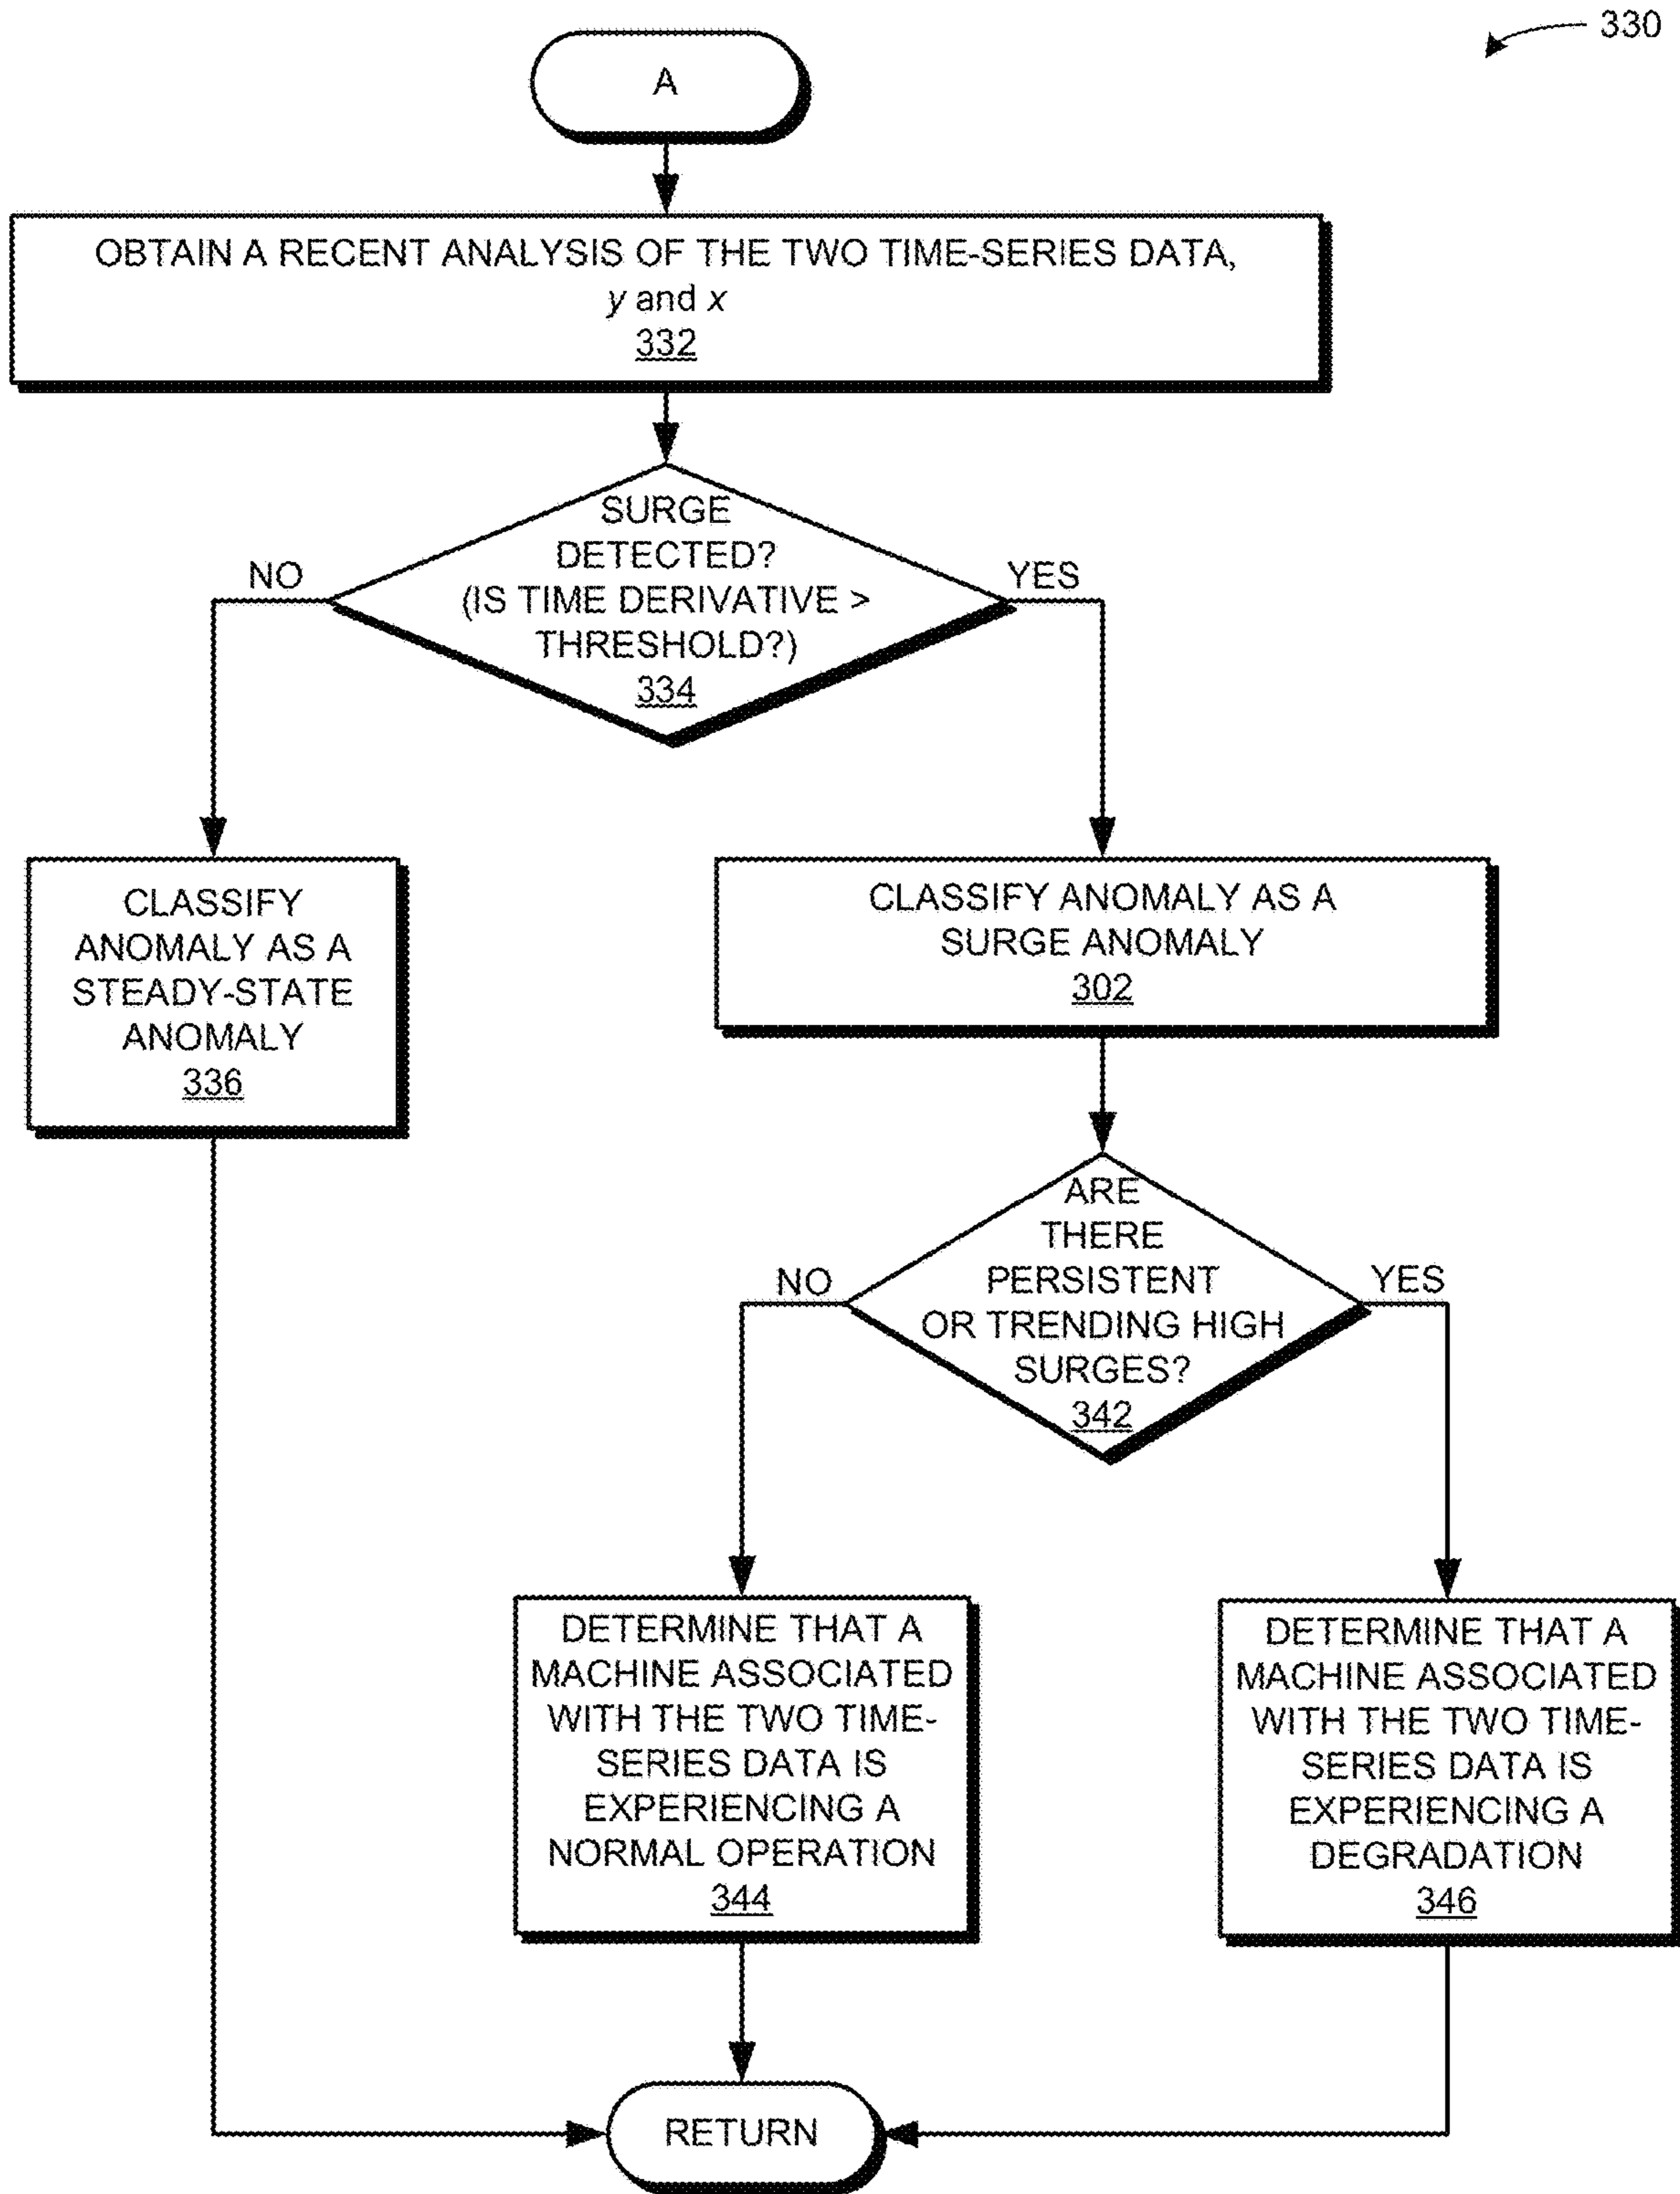 330
A
OBTAIN A RECENT ANALYSIS OF THE TWO TIME-SERIES DATA,
y and x
332
SURGE
DETECTED?
(IS TIME DERIVATIVE >
THRESHOLD?)
334
NO
YES
CLASSIFY
ANOMALY AS A
STEADY-STATE
ANOMALY
336
CLASSIFY ANOMALY AS A
SURGE ANOMALY
302
ARE
THERE
PERSISTENT
OR TRENDING HIGH
SURGES?
342
NO
YES
DETERMINE THAT A
MACHINE ASSOCIATED
WITH THE TWO TIME-
SERIES DATA IS
EXPERIENCING A
NORMAL OPERATION
344
DETERMINE THAT A
MACHINE ASSOCIATED
WITH THE TWO TIME-
SERIES DATA IS
EXPERIENCING A
DEGRADATION
346
RETURN